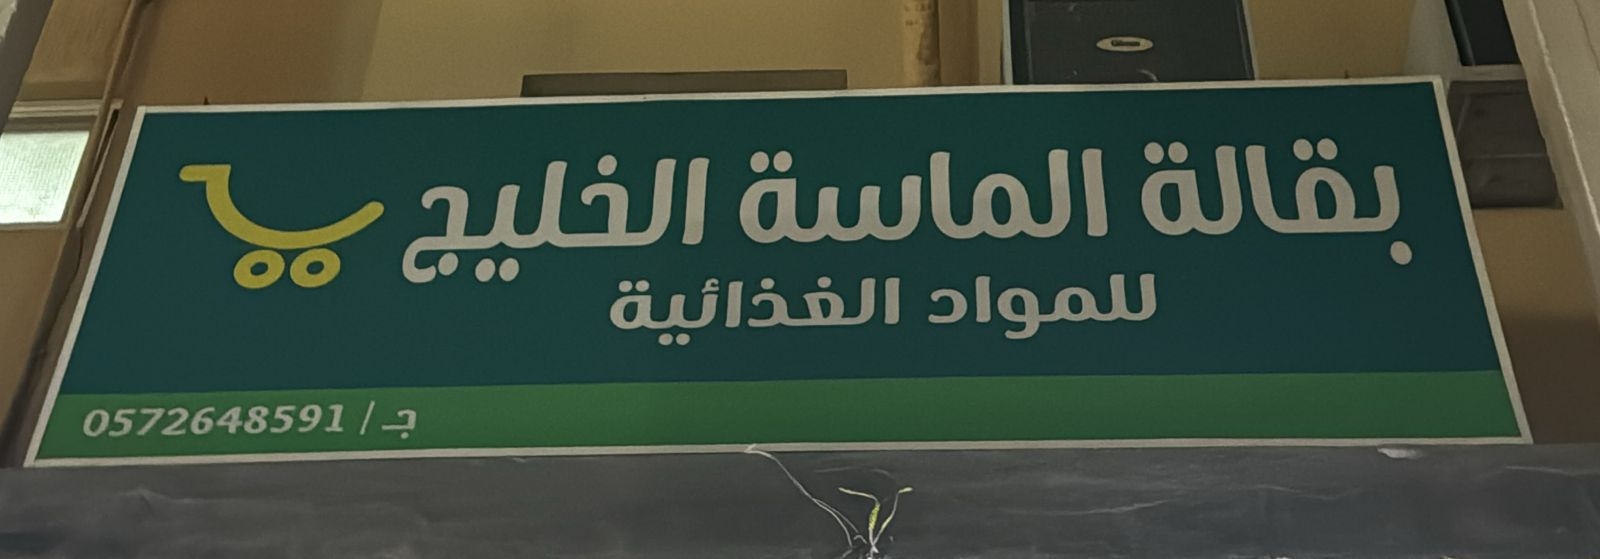 بقالة الماسة الخليج
للمواد الغذائية
جـ / 0572648591